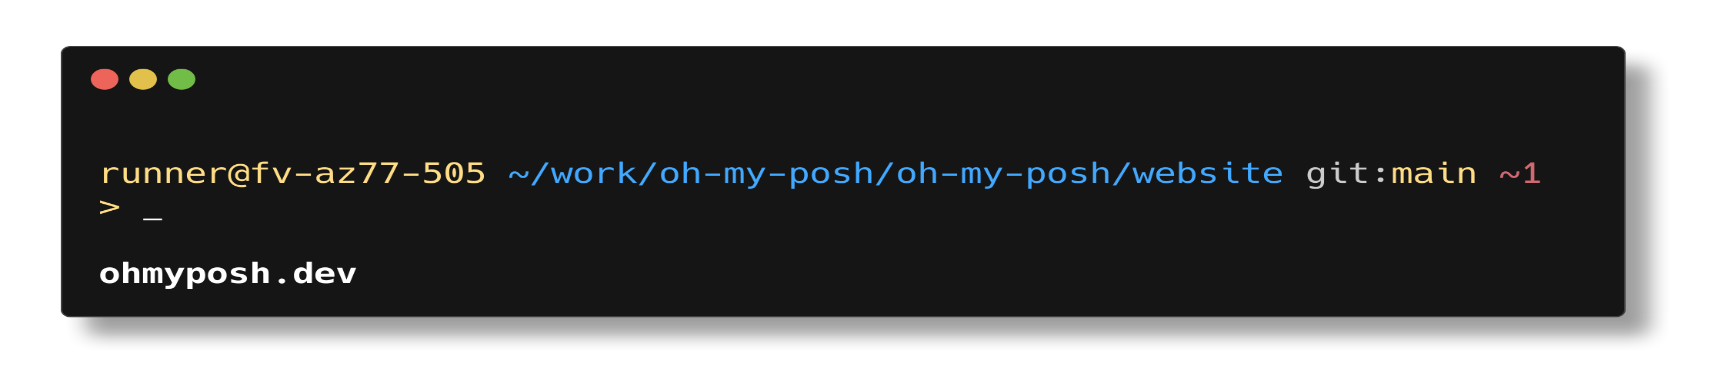 runner@fv-az77-505 ~/work/oh-my-posh/oh-my-posh/website git:main ~1
> _
ohmyposh.dev